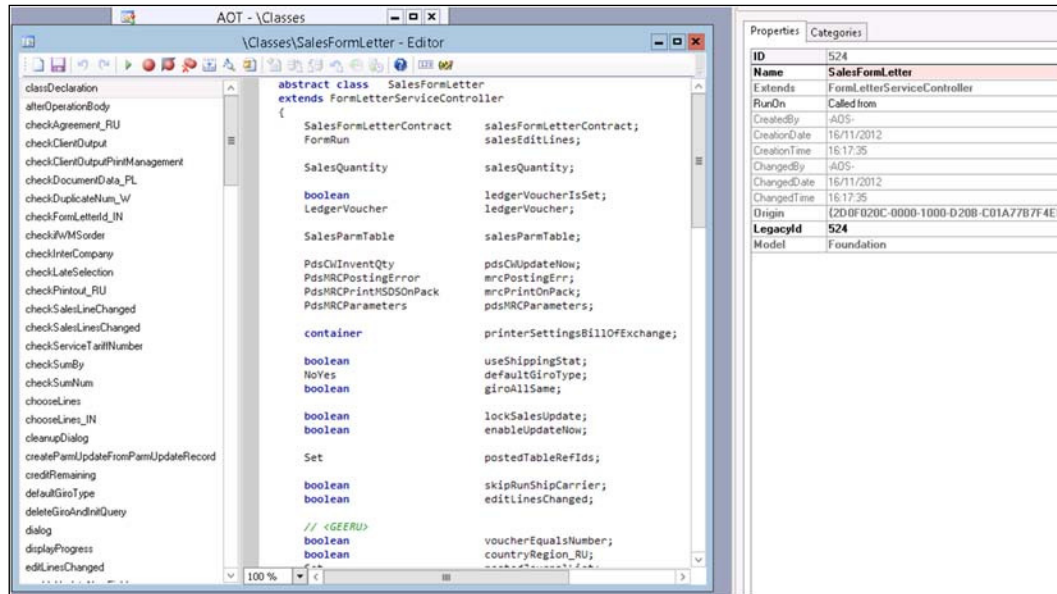 AOT - \Classes
\Classes\SalesFormLetter - Editor
classDeclaration
afterOperationBody
checkAgreement_RU
checkClientOutput
checkClientOutputPrintManagement
checkDocumentData_PL
checkDuplicateNum_W
checkFormLetterId_IN
checkifWMSorder
checkInterCompany
checkLateSelection
checkPrintout_RU
checkSalesLineChanged
checkSalesLinesChanged
checkServiceTariffNumber
checkSumBy
checkSumNum
chooseLines
chooseLines_IN
cleanupDialog
createParmUpdateFromParmUpdateRecord
creditRemaining
defaultGiroType
deleteGiroAndInitQuery
dialog
displayProgress
editLinesChanged
abstract class SalesFormLetter
extends FormLetterServiceController
{
SalesFormLetterContract salesFormLetterContract;
FormRun salesEditLines;
SalesQuantity salesQuantity;
boolean ledgerVoucherIsSet;
LedgerVoucher ledgerVoucher;
SalesParmTable salesParmTable;
PdsCWInventQty pdsCWUpdateNow;
PdsMRCPostingError mrcPostingErr;
PdsMRCPrintMSDSOnPack mrcPrintOnPack;
PdsMRCParameters pdsMRCParameters;
container printerSettingsBillOfExchange;
boolean useShippingStat;
NoYes defaultGiroType;
boolean giroAllSame;
boolean lockSalesUpdate;
boolean enableUpdateNow;
Set postedTableRefIds;
boolean skipRunShipCarrier;
boolean editLinesChanged;
// <GEERU>
boolean voucherEqualsNumber;
boolean countryRegion_RU;
100 %
Properties Categories
ID 524
Name SalesFormLetter
Extends FormLetterServiceController
RunOn Called from
CreatedBy -AOS-
CreationDate 16/11/2012
CreationTime 16:17:35
ChangedBy -AOS-
ChangedDate 16/11/2012
ChangedTime 16:17:35
Origin {2D0F020C-0000-1000-D20B-C01A77B7F4E
LegacyId 524
Model Foundation